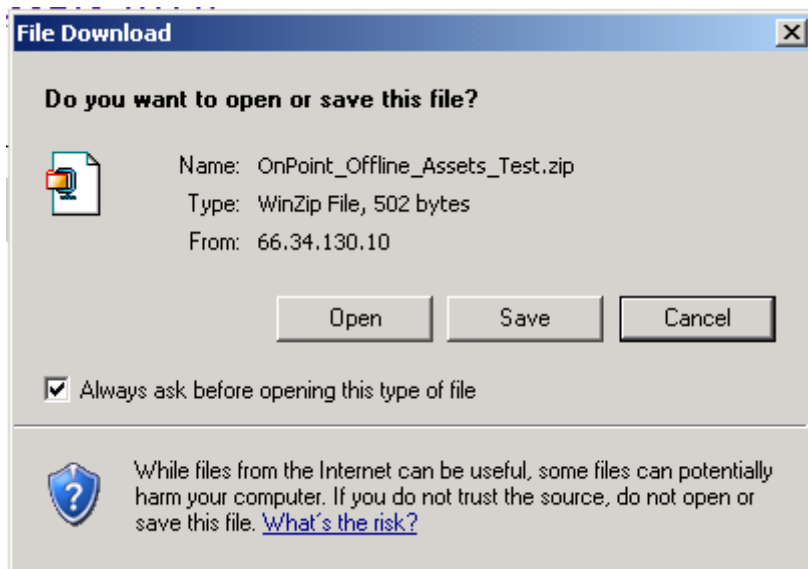 File Download
Do you want to open or save this file?
Name: OnPoint_Offline_Assets_Test.zip
Type: WinZip File, 502 bytes
From: 66.34.130.10
Open Save Cancel
Always ask before opening this type of file
While files from the Internet can be useful, some files can potentially
harm your computer. If you do not trust the source, do not open or
save this file. What's the risk?